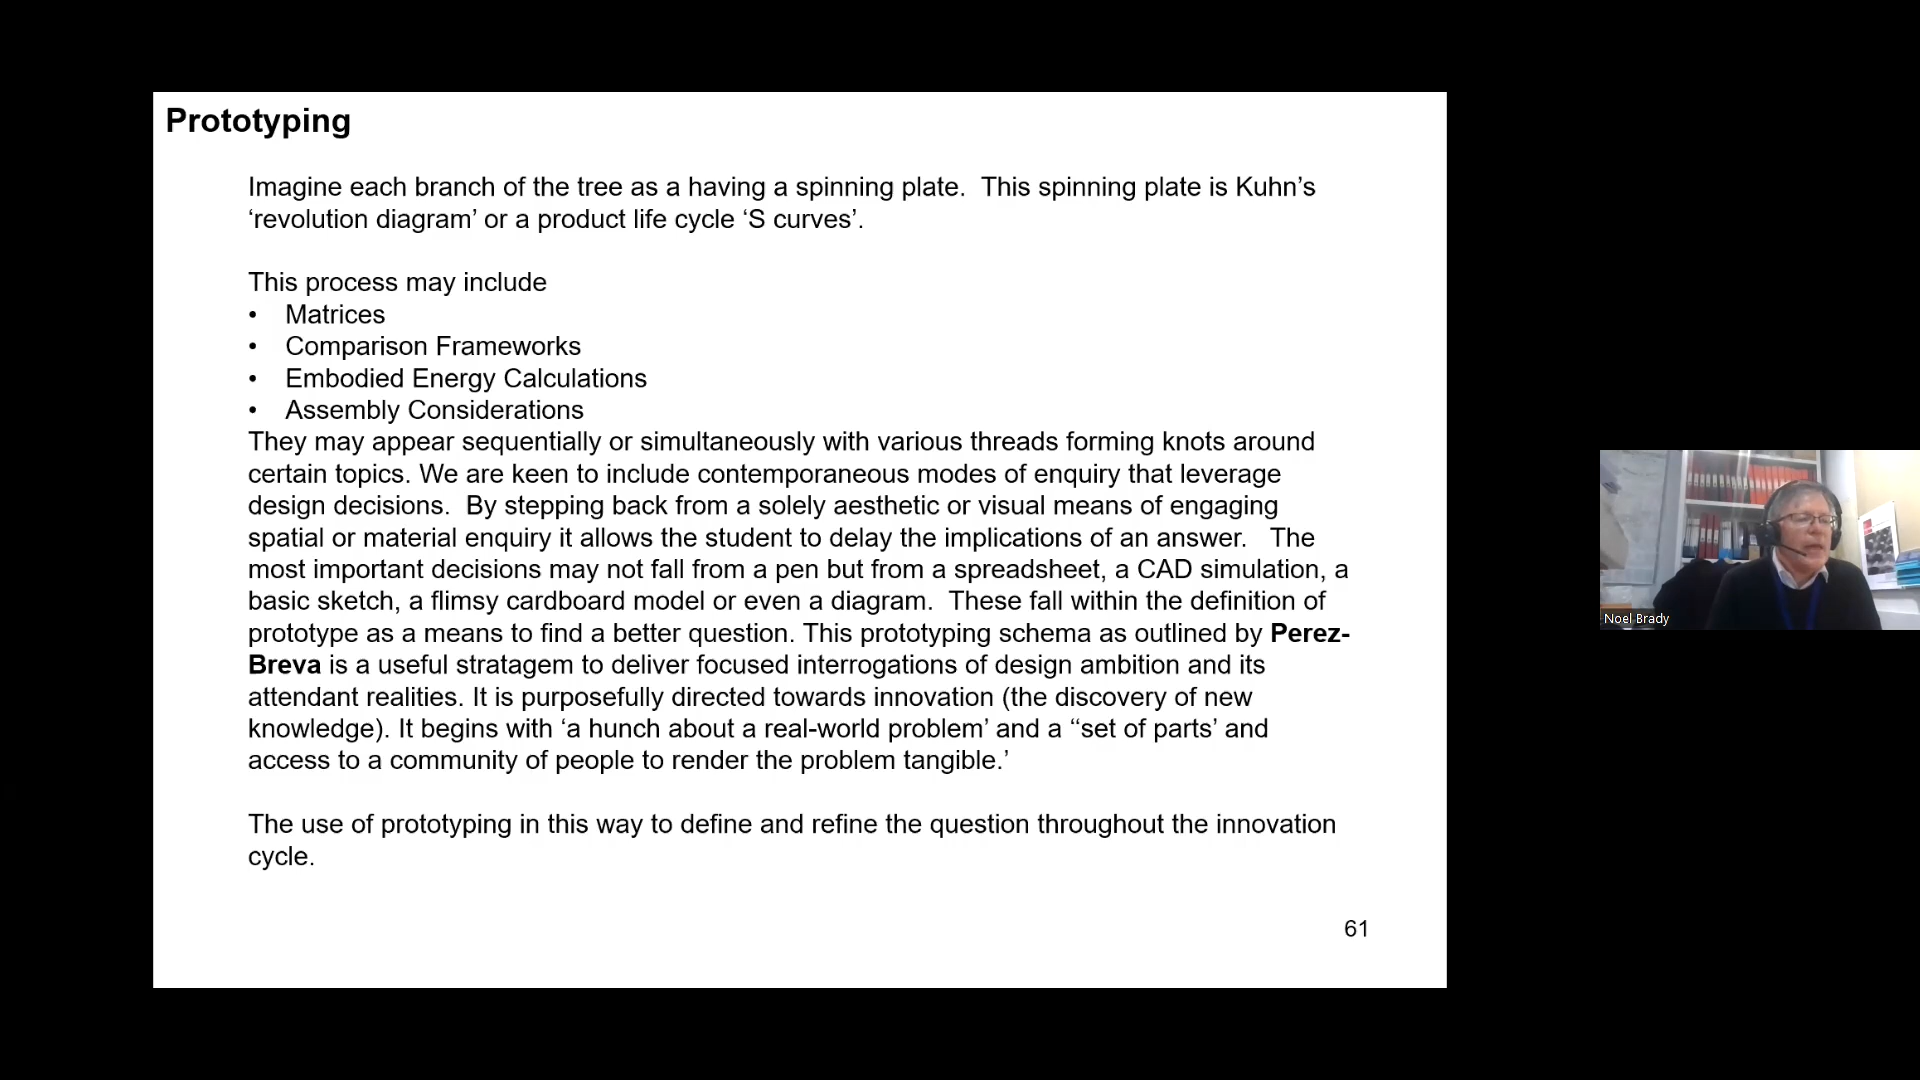 Prototyping
Imagine each branch of the tree as a having a spinning plate.  This spinning plate is Kuhn’s
‘revolution diagram’ or a product life cycle ‘S curves’.
This process may include
• Matrices
• Comparison Frameworks
• Embodied Energy Calculations
• Assembly Considerations
They may appear sequentially or simultaneously with various threads forming knots around
certain topics. We are keen to include contemporaneous modes of enquiry that leverage
design decisions.  By stepping back from a solely aesthetic or visual means of engaging
spatial or material enquiry it allows the student to delay the implications of an answer.   The
most important decisions may not fall from a pen but from a spreadsheet, a CAD simulation, a
basic sketch, a flimsy cardboard model or even a diagram.  These fall within the definition of
prototype as a means to find a better question. This prototyping schema as outlined by Perez-
Breva is a useful stratagem to deliver focused interrogations of design ambition and its
attendant realities. It is purposefully directed towards innovation (the discovery of new
knowledge). It begins with ‘a hunch about a real-world problem’ and a “set of parts’ and
access to a community of people to render the problem tangible.’
The use of prototyping in this way to define and refine the question throughout the innovation
cycle.
61
Noel Brady